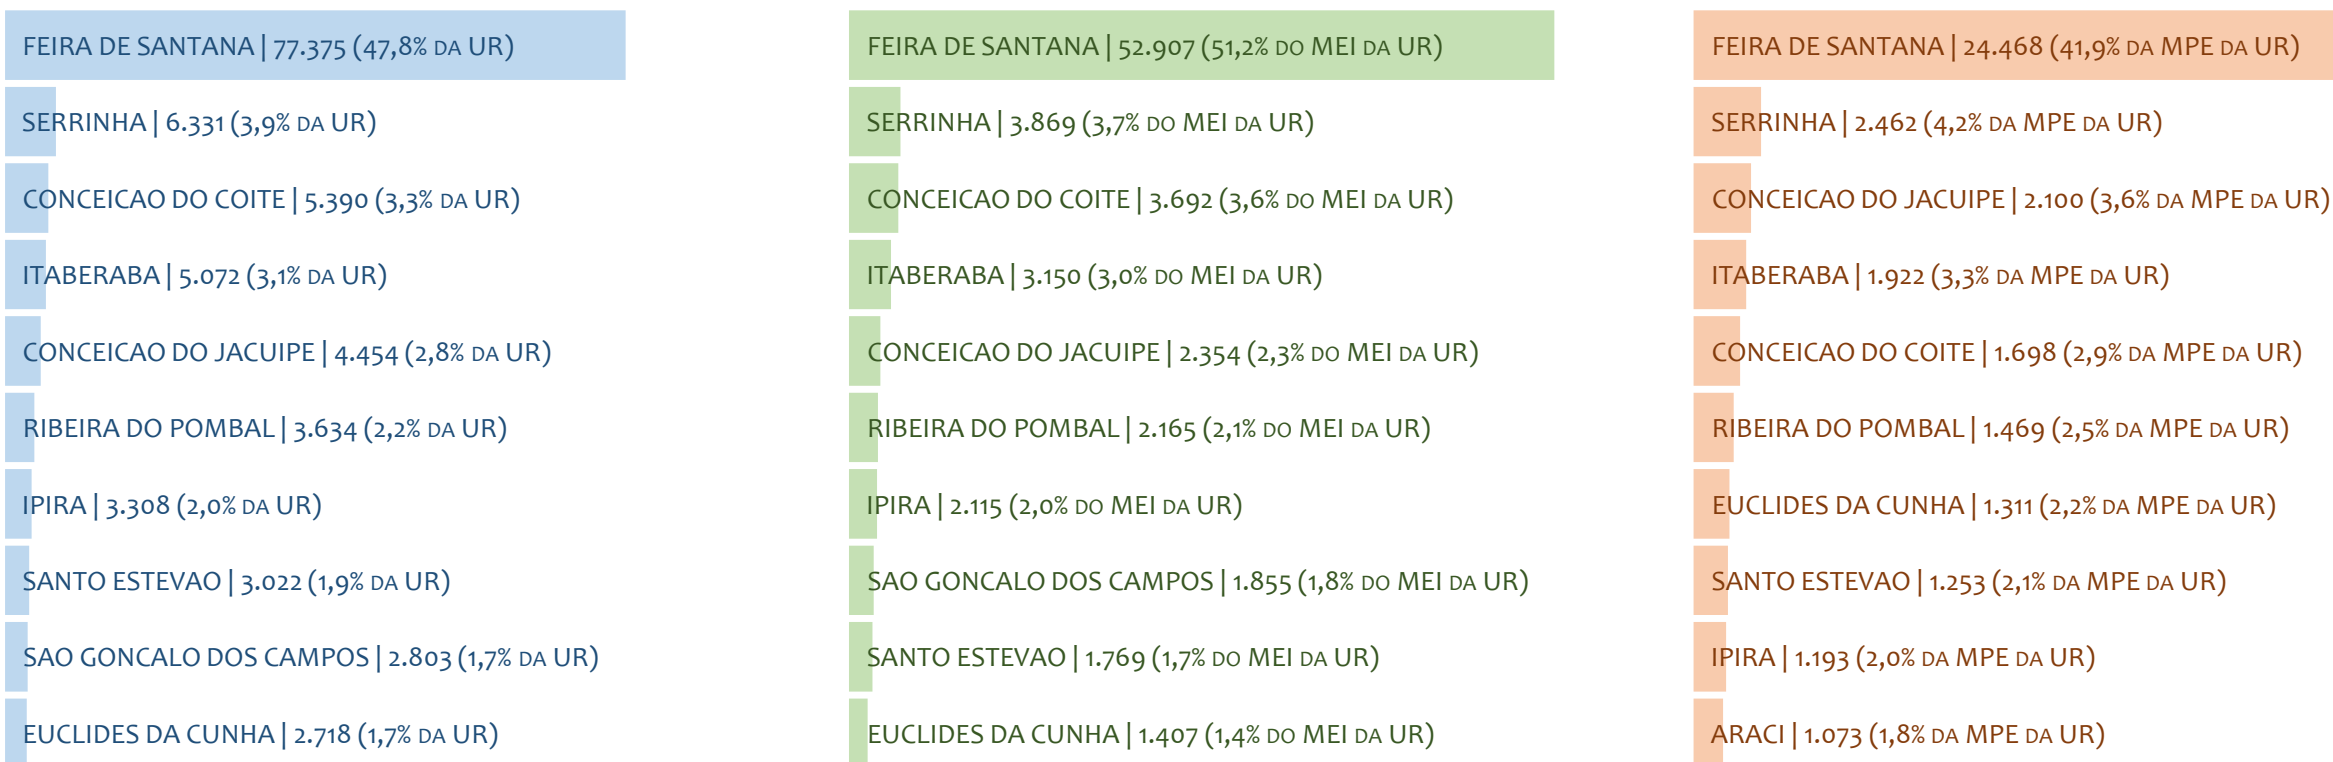 FEIRA DE SANTANA | 77.375 (47,8% DA UR)
SERRINHA | 6.331 (3,9% DA UR)
CONCEICAO DO COITE | 5.390 (3,3% DA UR)
ITABERABA | 5.072 (3,1% DA UR)
CONCEICAO DO JACUIPE | 4.454 (2,8% DA UR)
RIBEIRA DO POMBAL | 3.634 (2,2% DA UR)
IPIRA | 3.308 (2,0% DA UR)
SANTO ESTEVAO | 3.022 (1,9% DA UR)
SAO GONCALO DOS CAMPOS | 2.803 (1,7% DA UR)
EUCLIDES DA CUNHA | 2.718 (1,7% DA UR)
FEIRA DE SANTANA | 52.907 (51,2% DO MEI DA UR)
SERRINHA | 3.869 (3,7% DO MEI DA UR)
CONCEICAO DO COITE | 3.692 (3,6% DO MEI DA UR)
ITABERABA | 3.150 (3,0% DO MEI DA UR)
CONCEICAO DO JACUIPE | 2.354 (2,3% DO MEI DA UR)
RIBEIRA DO POMBAL | 2.165 (2,1% DO MEI DA UR)
IPIRA | 2.115 (2,0% DO MEI DA UR)
SAO GONCALO DOS CAMPOS | 1.855 (1,8% DO MEI DA UR)
SANTO ESTEVAO | 1.769 (1,7% DO MEI DA UR)
EUCLIDES DA CUNHA | 1.407 (1,4% DO MEI DA UR)
FEIRA DE SANTANA | 24.468 (41,9% DA MPE DA UR)
SERRINHA | 2.462 (4,2% DA MPE DA UR)
CONCEICAO DO JACUIPE | 2.100 (3,6% DA MPE DA UR)
ITABERABA | 1.922 (3,3% DA MPE DA UR)
CONCEICAO DO COITE | 1.698 (2,9% DA MPE DA UR)
RIBEIRA DO POMBAL | 1.469 (2,5% DA MPE DA UR)
EUCLIDES DA CUNHA | 1.311 (2,2% DA MPE DA UR)
SANTO ESTEVAO | 1.253 (2,1% DA MPE DA UR)
IPIRA | 1.193 (2,0% DA MPE DA UR)
ARACI | 1.073 (1,8% DA MPE DA UR)